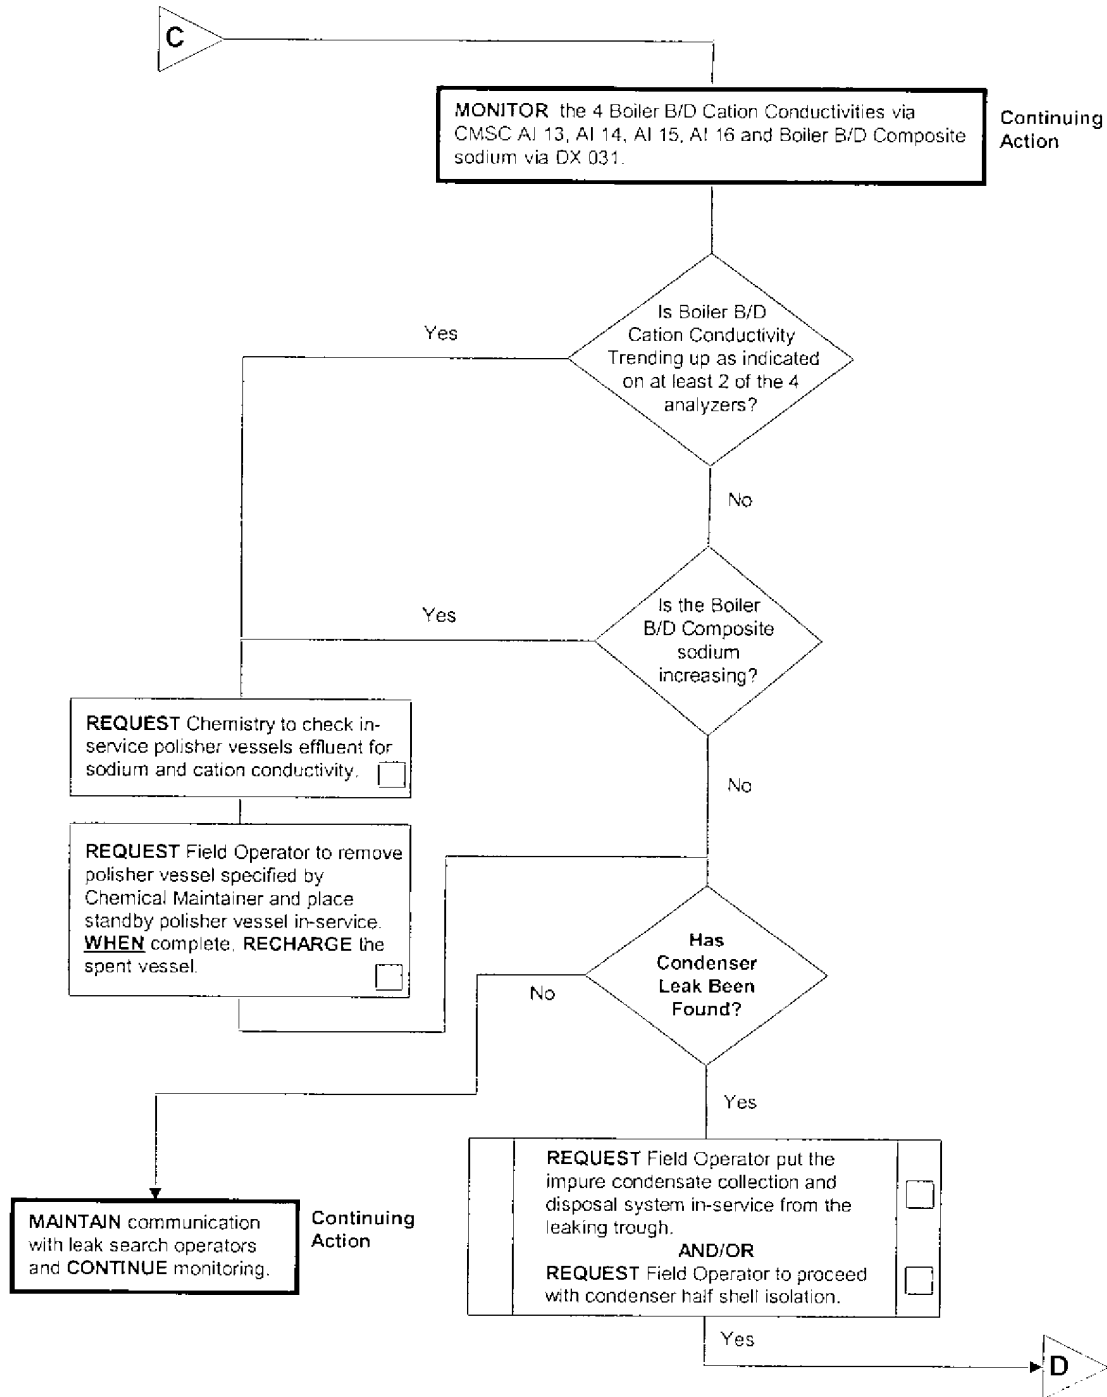 C
MONITOR the 4 Boiler B/D Cation Conductivities via
CMSC AI 13, AI 14, AI 15, AI 16 and Boiler B/D Composite
sodium via DX 031.
Continuing
Action
Is Boiler B/D
Cation Conductivity
Trending up as indicated
on at least 2 of the 4
analyzers?
Yes
No
Is the Boiler
B/D Composite
sodium
increasing?
Yes
No
REQUEST Chemistry to check in-
service polisher vessels effluent for
sodium and cation conductivity.
REQUEST Field Operator to remove
polisher vessel specified by
Chemical Maintainer and place
standby polisher vessel in-service.
WHEN complete, RECHARGE the
spent vessel.
Has
Condenser
Leak Been
Found?
No
Yes
MAINTAIN communication
with leak search operators
and CONTINUE monitoring.
Continuing
Action
REQUEST Field Operator put the
impure condensate collection and
disposal system in-service from the
leaking trough.
AND/OR
REQUEST Field Operator to proceed
with condenser half shell isolation.
Yes
D